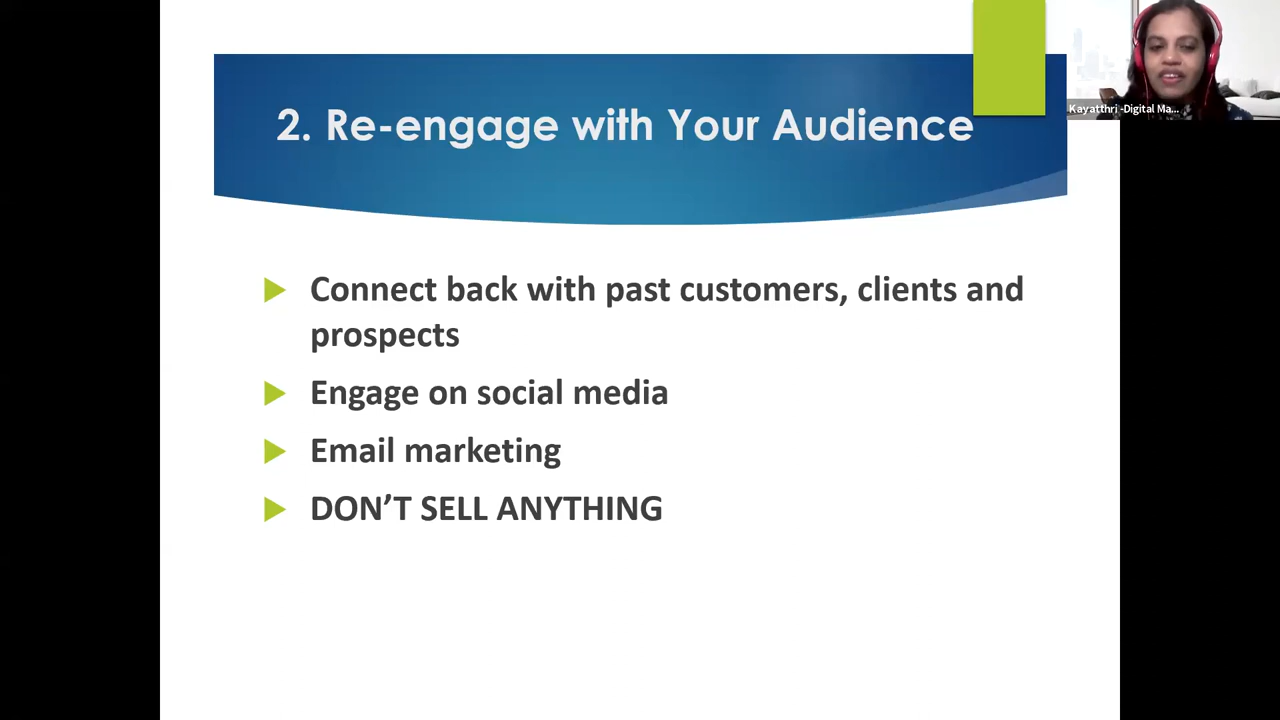 2. Re-engage with Your Audience
Kayatthri -Digital Ma...
Connect back with past customers, clients and
prospects
Engage on social media
Email marketing
DON’T SELL ANYTHING